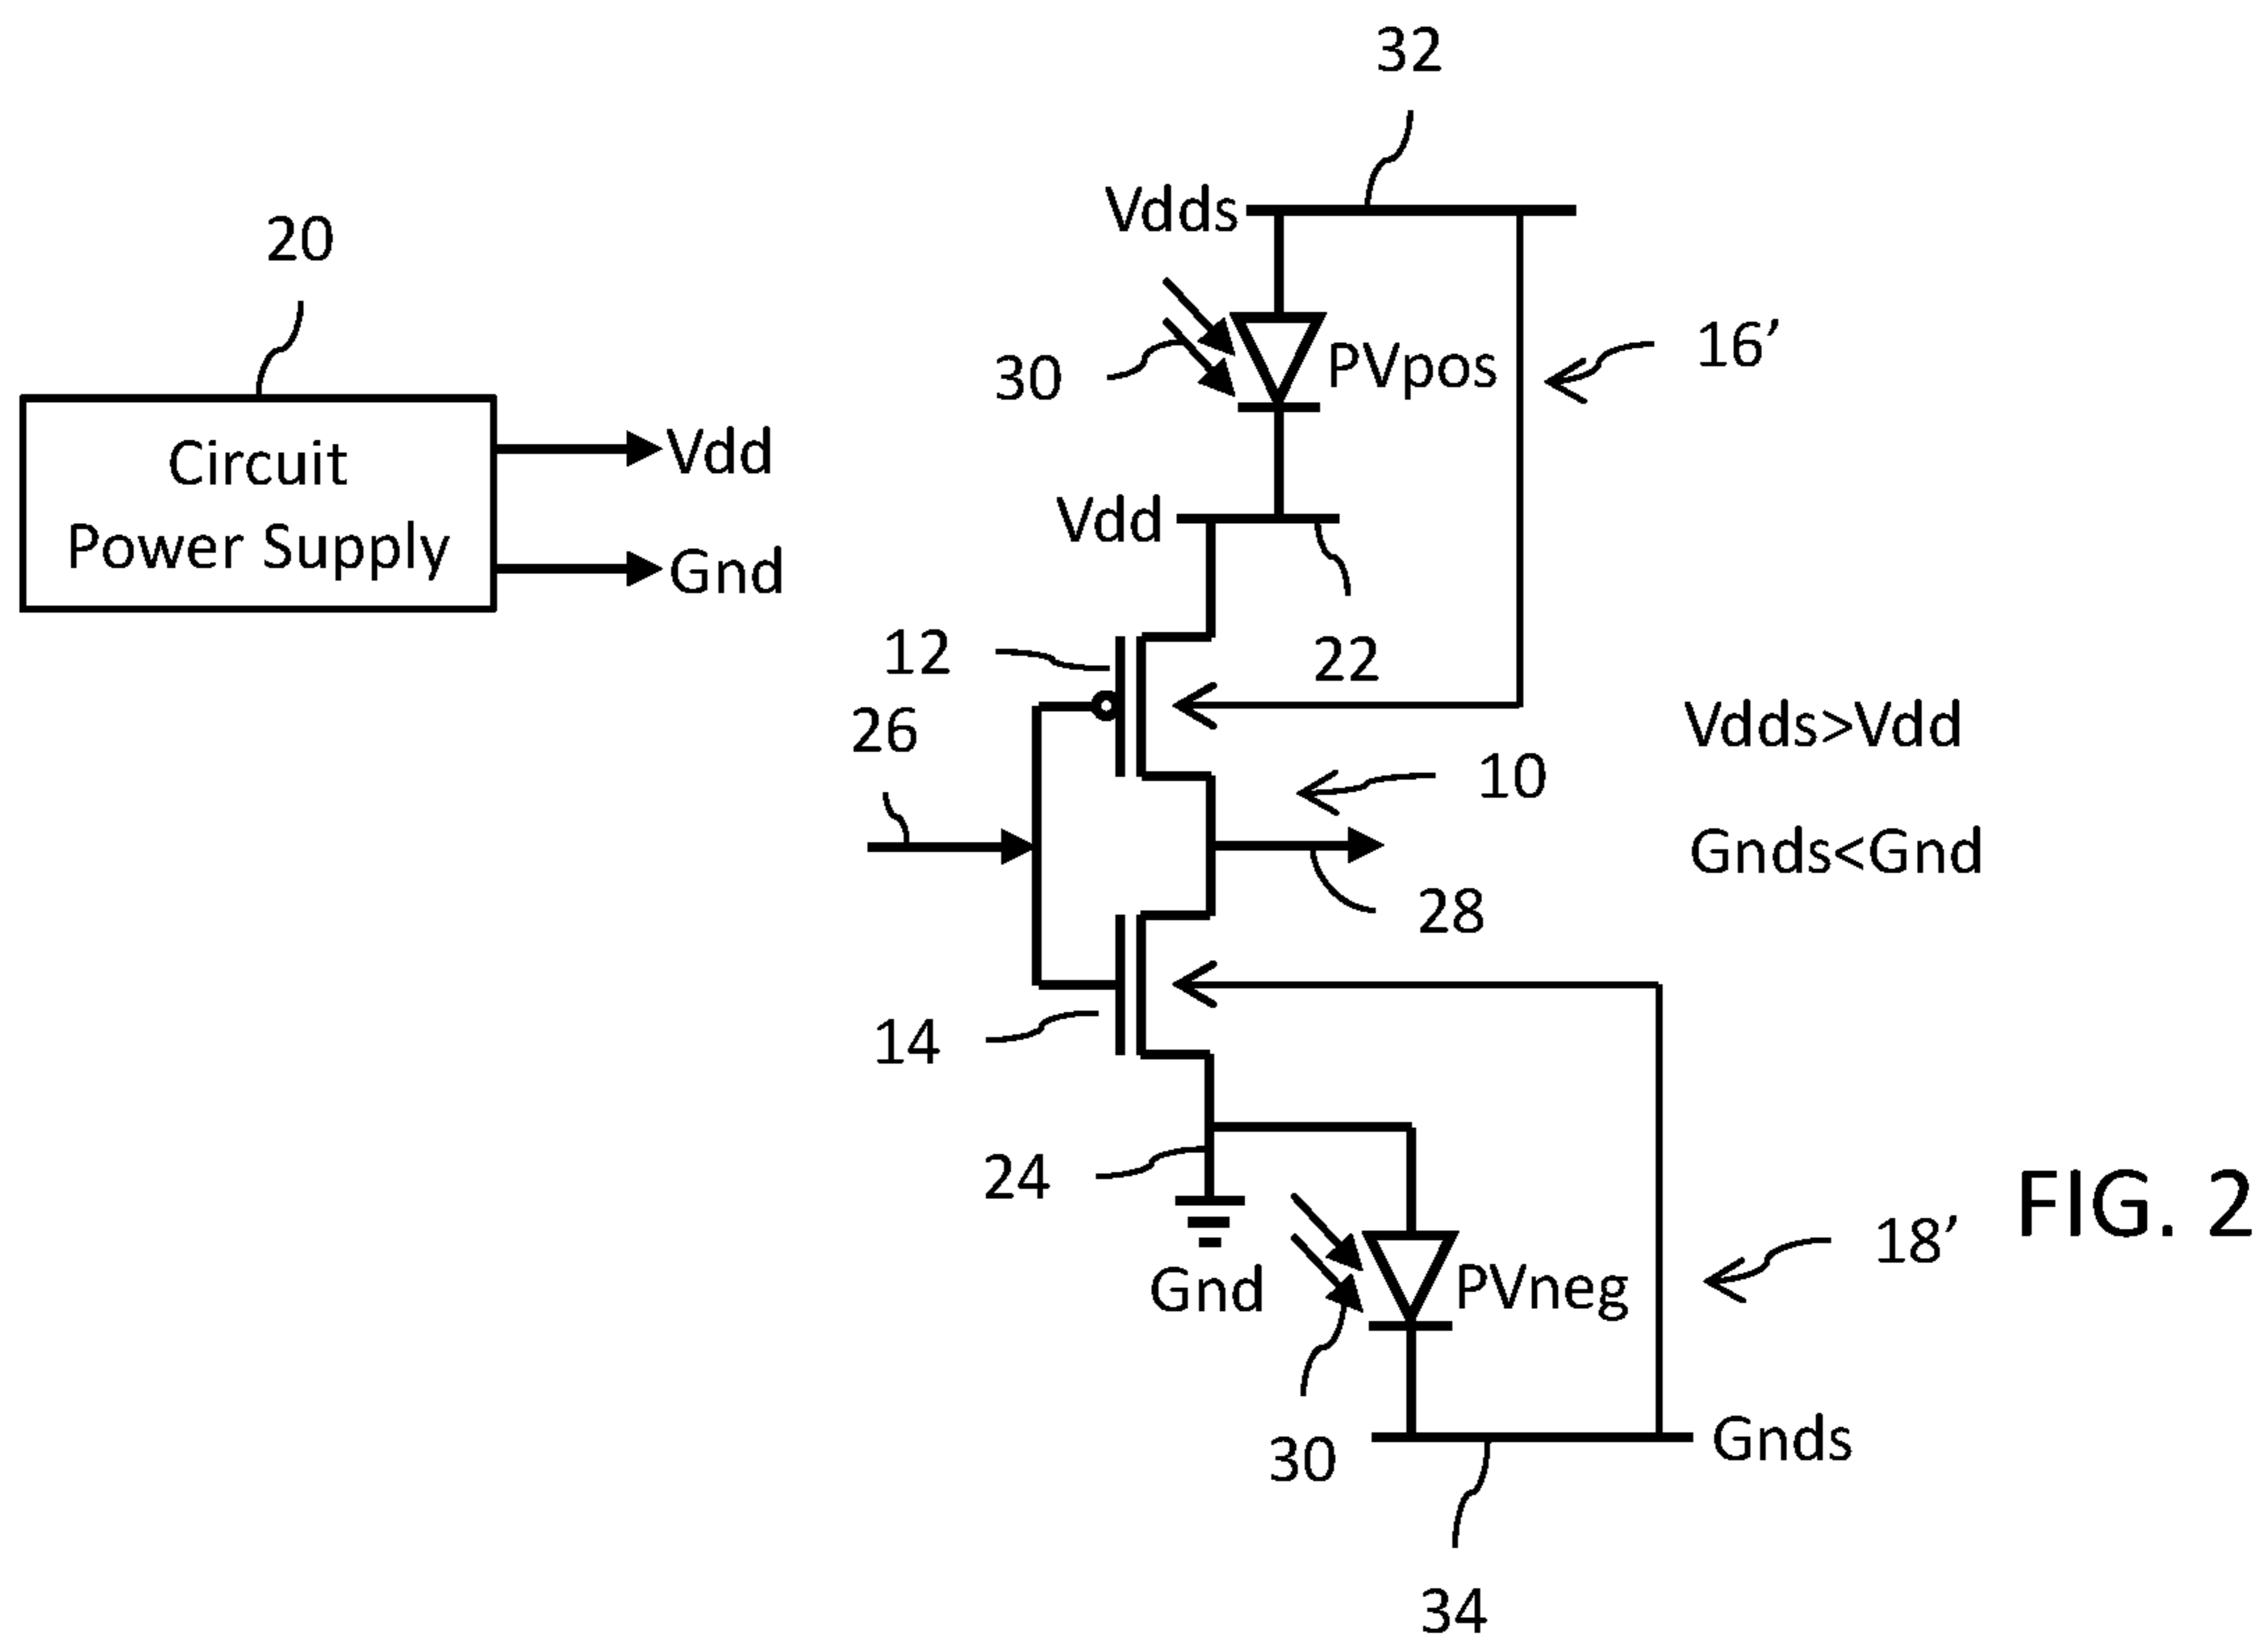 32
Vdds
20
30
PVpos
16’
Circuit
Power Supply
Vdd
Gnd
Vdd
12
22
26
Vdds>Vdd
10
Gnds<Gnd
28
14
24
FIG. 2
Gnd
PVneg
18’
30
Gnds
34